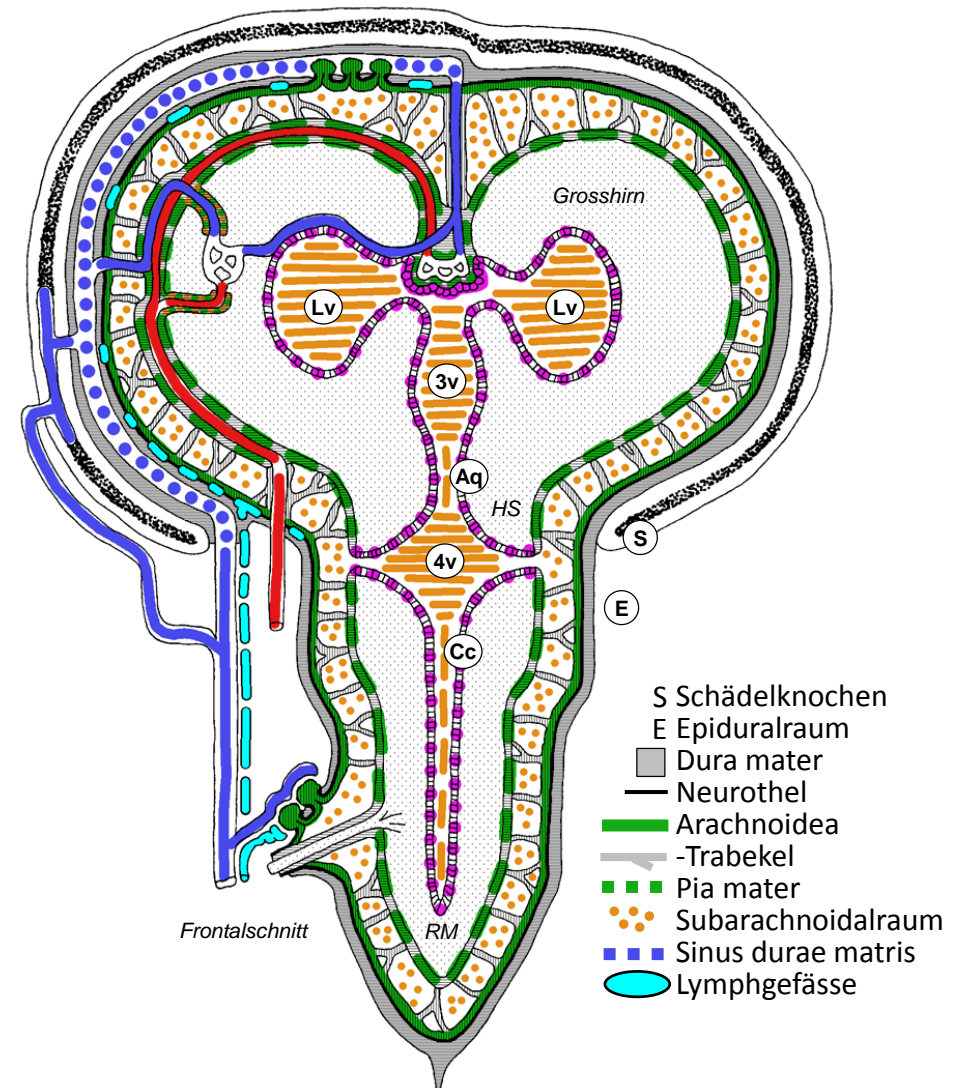 Grosshirn
Lv
Lv
3v
Aq
HS
S
4v
E
Cc
S Schädelknochen
E Epiduralraum
Dura mater
Neurothel
Arachnoidea
-Trabekel
Pia mater
Subarachnoidalraum
Sinus durae matris
Lymphgefässe
Frontalschnitt
RM